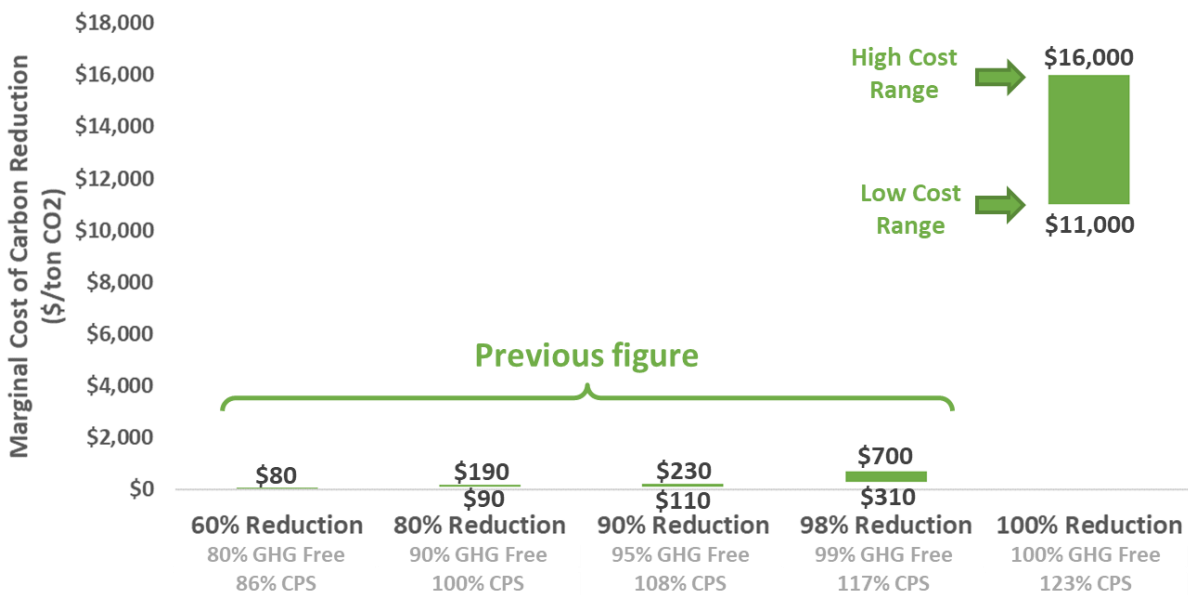 Marginal Cost of Carbon Reduction
($/ton CO2)
$18,000
$16,000
$14,000
$12,000
$10,000
$8,000
$6,000
$4,000
$2,000
$0
High Cost
Range
$16,000
Low Cost
Range
$11,000
Previous figure
$80
$190
$90
$230
$110
$700
$310
60% Reduction
80% GHG Free
86% CPS
80% Reduction
90% GHG Free
100% CPS
90% Reduction
95% GHG Free
108% CPS
98% Reduction
99% GHG Free
117% CPS
100% Reduction
100% GHG Free
123% CPS